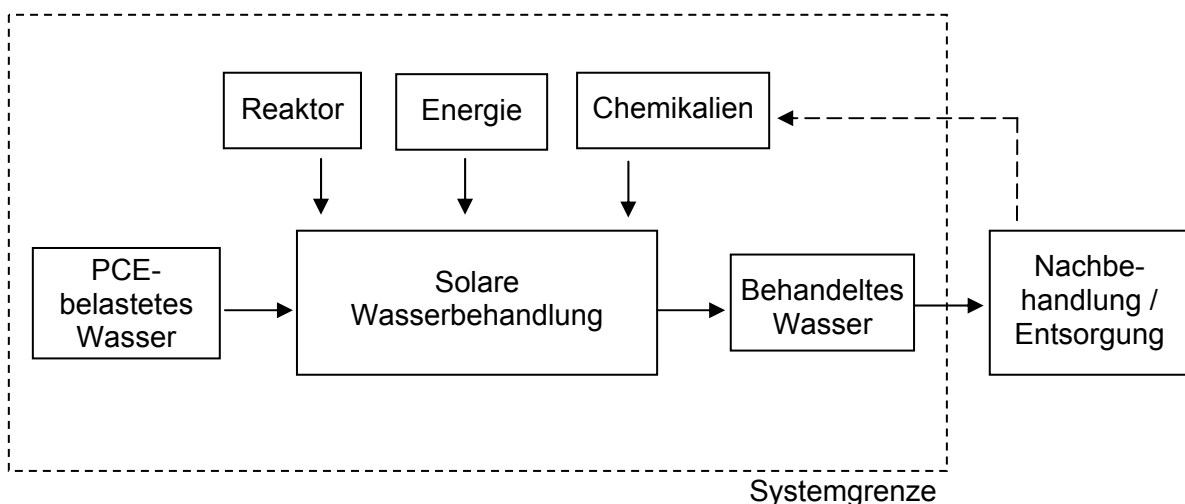 Reaktor
Energie
Chemikalien
PCE-
belastetes
Wasser
Solare
Wasserbehandlung
Behandeltes
Wasser
Nachbe-
handlung /
Entsorgung
Systemgrenze